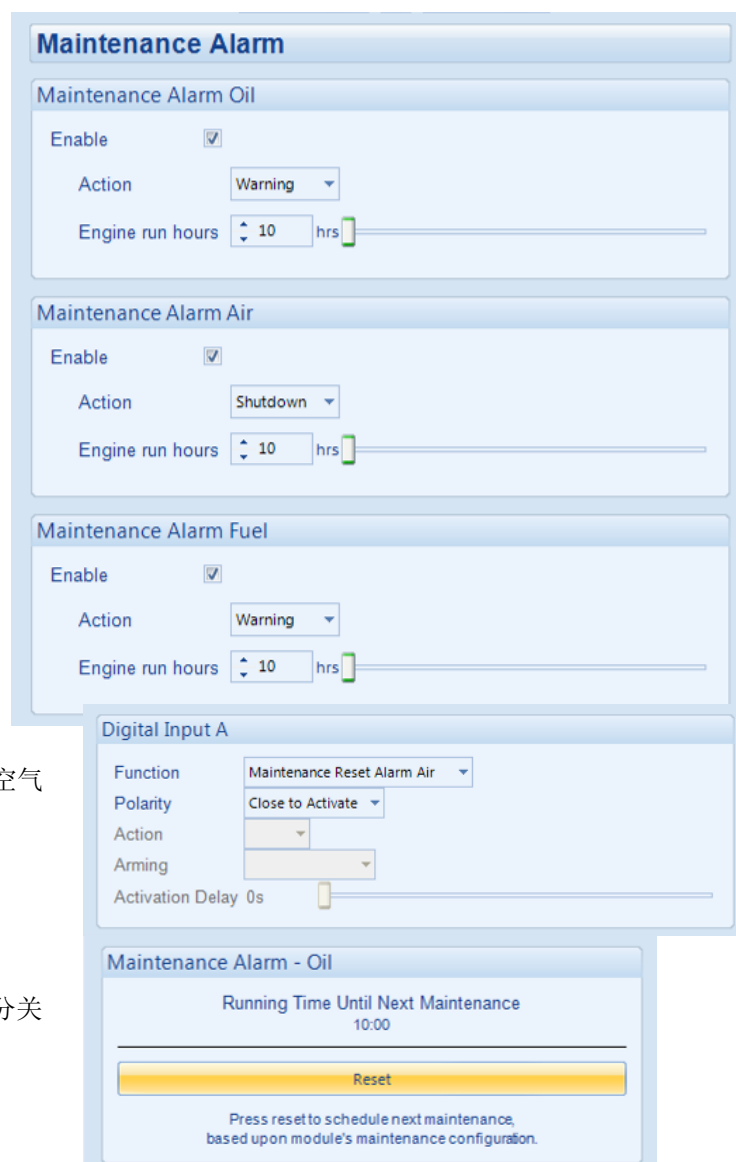 Maintenance Alarm
Maintenance Alarm Oil
Enable
Action Warning
Engine run hours 10 hrs
Maintenance Alarm Air
Enable
Action Shutdown
Engine run hours 10 hrs
Maintenance Alarm Fuel
Enable
Action Warning
Engine run hours 10 hrs
Digital Input A
空气
Function Maintenance Reset Alarm Air
Polarity Close to Activate
Action
Arming
Activation Delay 0s
Maintenance Alarm - Oil
Running Time Until Next Maintenance
分关
10:00
Reset
Press reset to schedule next maintenance,
based upon module's maintenance configuration.